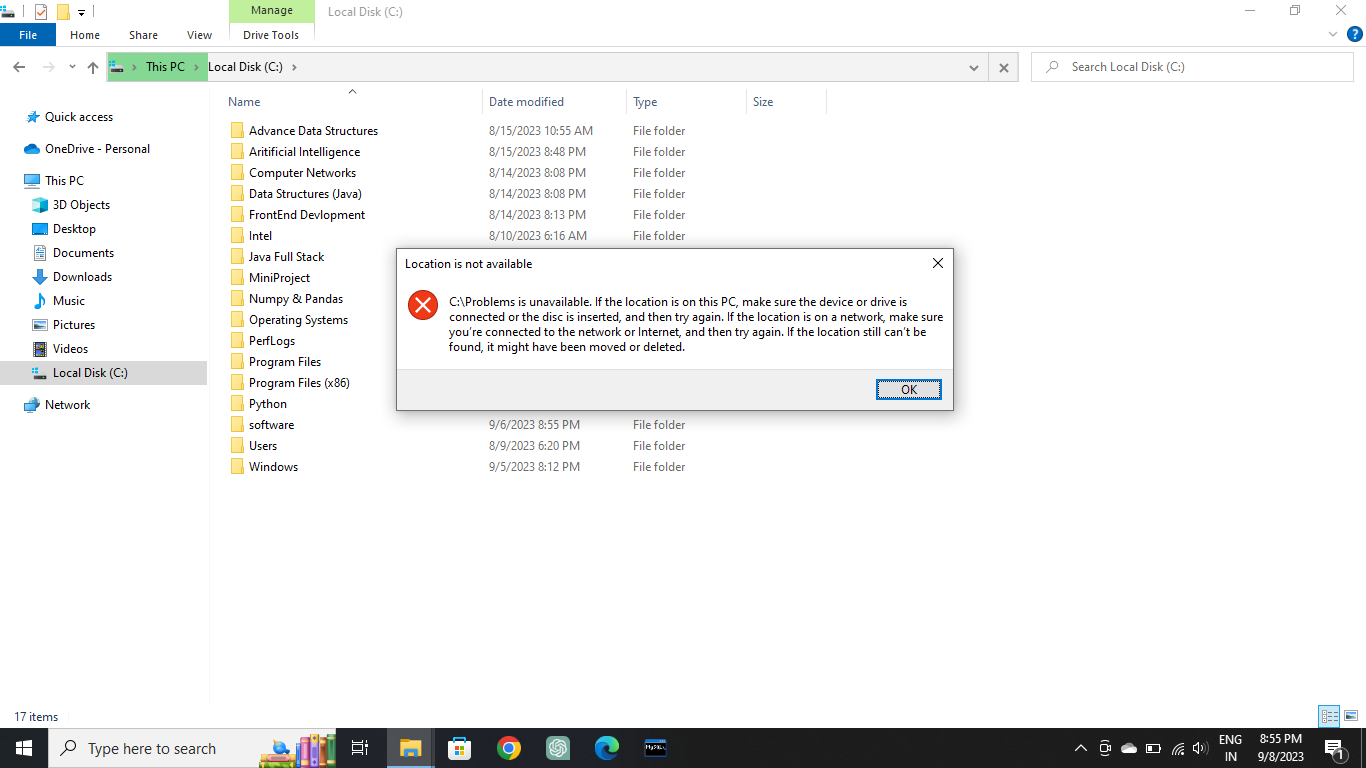 Manage
Local Disk (C:)
File
Home
Share
View
Drive Tools
This PC
Local Disk (C:)
Search Local Disk (C:)
Name
Date modified
Type
Size
Quick access
OneDrive - Personal
This PC
3D Objects
Desktop
Documents
Downloads
Music
Pictures
Videos
Local Disk (C:)
Network
Advance Data Structures 8/15/2023 10:55 AM File folder
Aritificial Intelligence 8/15/2023 8:48 PM File folder
Computer Networks 8/14/2023 8:08 PM File folder
Data Structures (Java) 8/14/2023 8:08 PM File folder
FrontEnd Devlopment 8/14/2023 8:13 PM File folder
Intel 8/10/2023 6:16 AM File folder
Java Full Stack
MiniProject
Numpy & Pandas
Operating Systems
PerfLogs
Program Files
Program Files (x86)
Python
software 9/6/2023 8:55 PM File folder
Users 8/9/2023 6:20 PM File folder
Windows 9/5/2023 8:12 PM File folder
Location is not available
C:\Problems is unavailable. If the location is on this PC, make sure the device or drive is
connected or the disc is inserted, and then try again. If the location is on a network, make sure
you're connected to the network or Internet, and then try again. If the location still can't be
found, it might have been moved or deleted.
OK
17 items
Type here to search
MySQL
ENG
IN
8:55 PM
9/8/2023
1